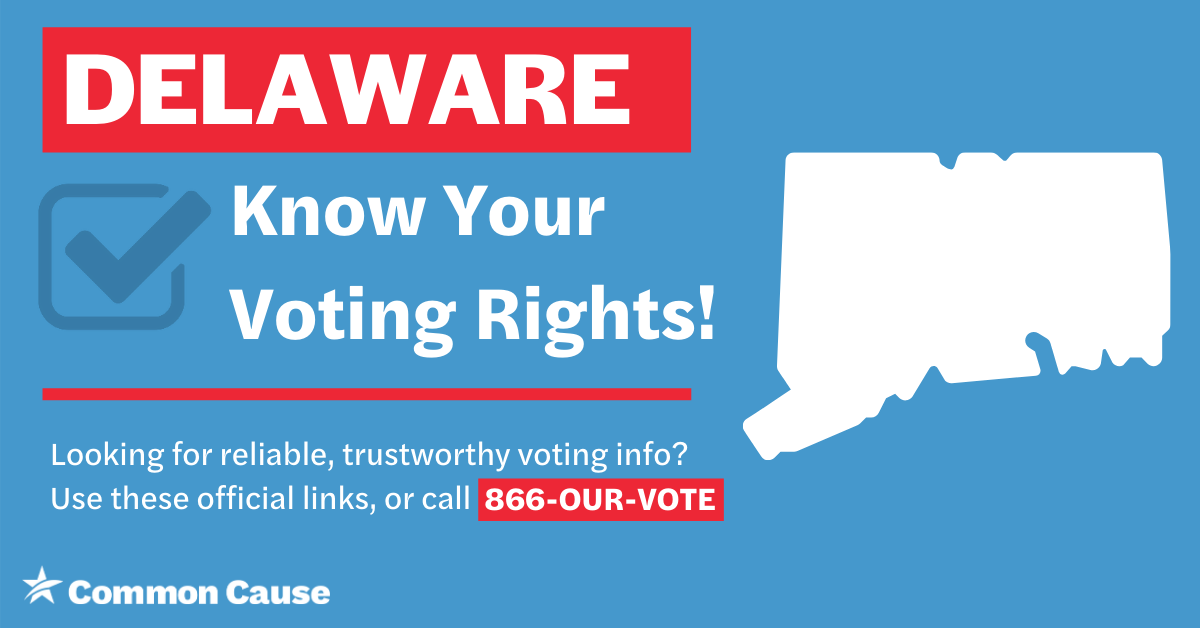 DELAWARE
Know Your
Voting Rights!
Looking for reliable, trustworthy voting info?
Use these official links, or call 866-OUR-VOTE
Common Cause